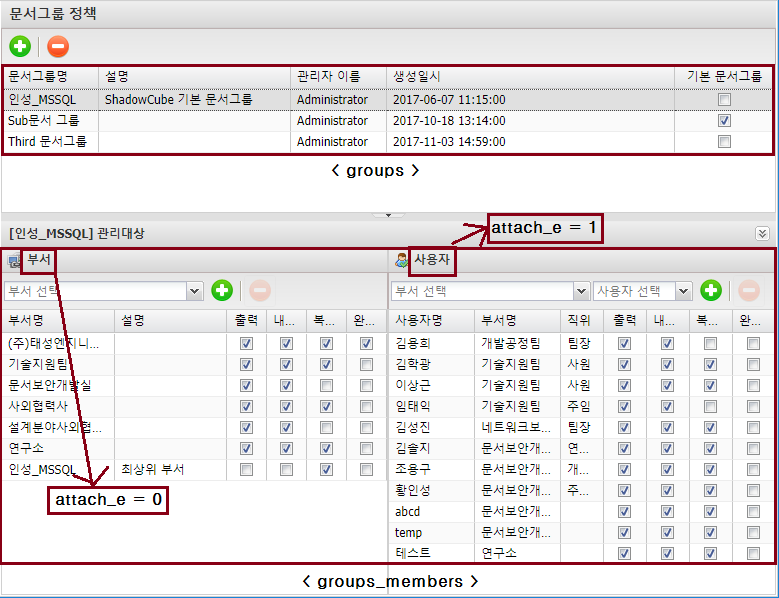 문서그룹 정책
문서그룹명 설명 관리자 이름 생성일시 기본 문서그룹
인성_MSSQL ShadowCube 기본 문서그룹 Administrator 2017-06-07 11:15:00
Sub문서 그룹 Administrator 2017-10-18 13:14:00
Third 문서그룹 Administrator 2017-11-03 14:59:00
< groups >
attach_e = 1
[인성_MSSQL] 관리대상
부서 사용자
부서 선택 부서 선택 사용자 선택
부서명 설명 출력 내... 복... 완... 사용자명 부서명 직위 출력 내... 복... 완...
(주)태성엔지니... 김용희 개발공정팀 팀장
기술지원팀 김학광 기술지원팀 사원
문서보안개발실 이상근 기술지원팀 사원
사외협력사 임태익 기술지원팀 주임
설계분야사외협... 김성진 네트워크보... 팀장
연구소 김솔지 문서보안개... 연...
인성_MSSQL 최상위 부서 조용구 문서보안개... 개...
황인성 문서보안개... 주...
attach_e = 0
abcd 문서보안개...
temp 문서보안개...
테스트 연구소
< groups_members >